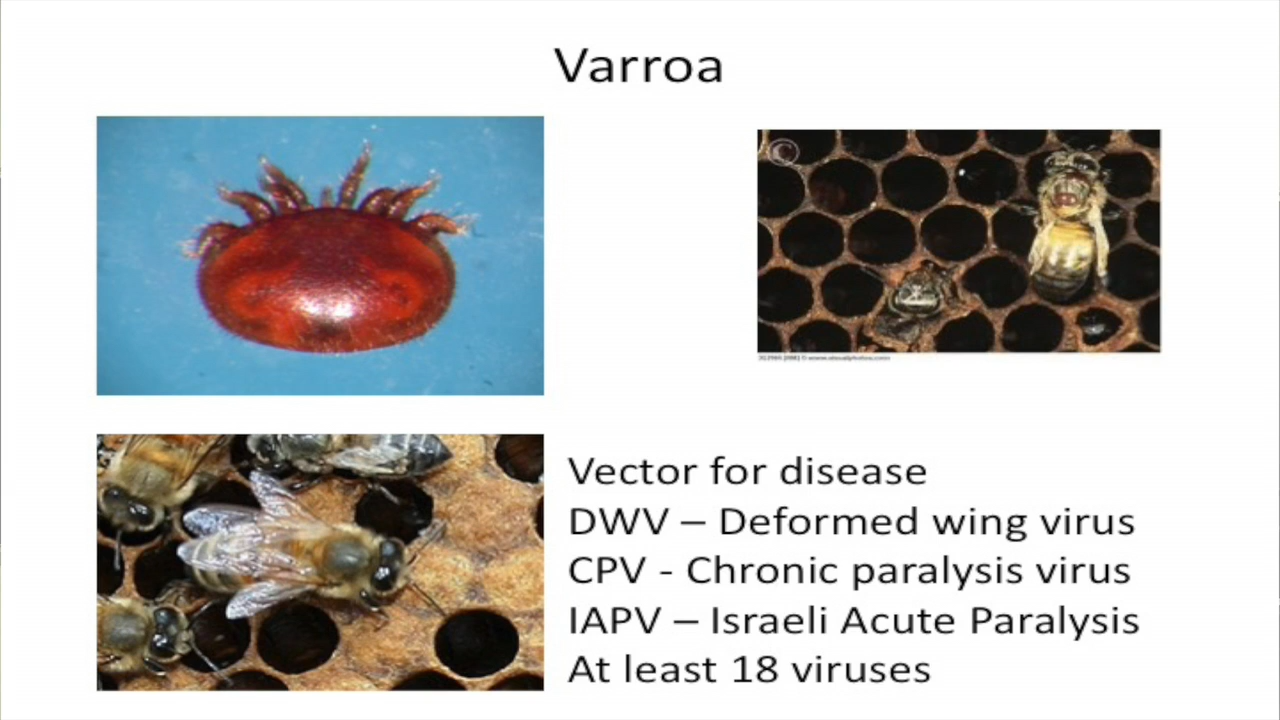 Varroa
Vector for disease
DWV – Deformed wing virus
CPV - Chronic paralysis virus
IAPV – Israeli Acute Paralysis
At least 18 viruses